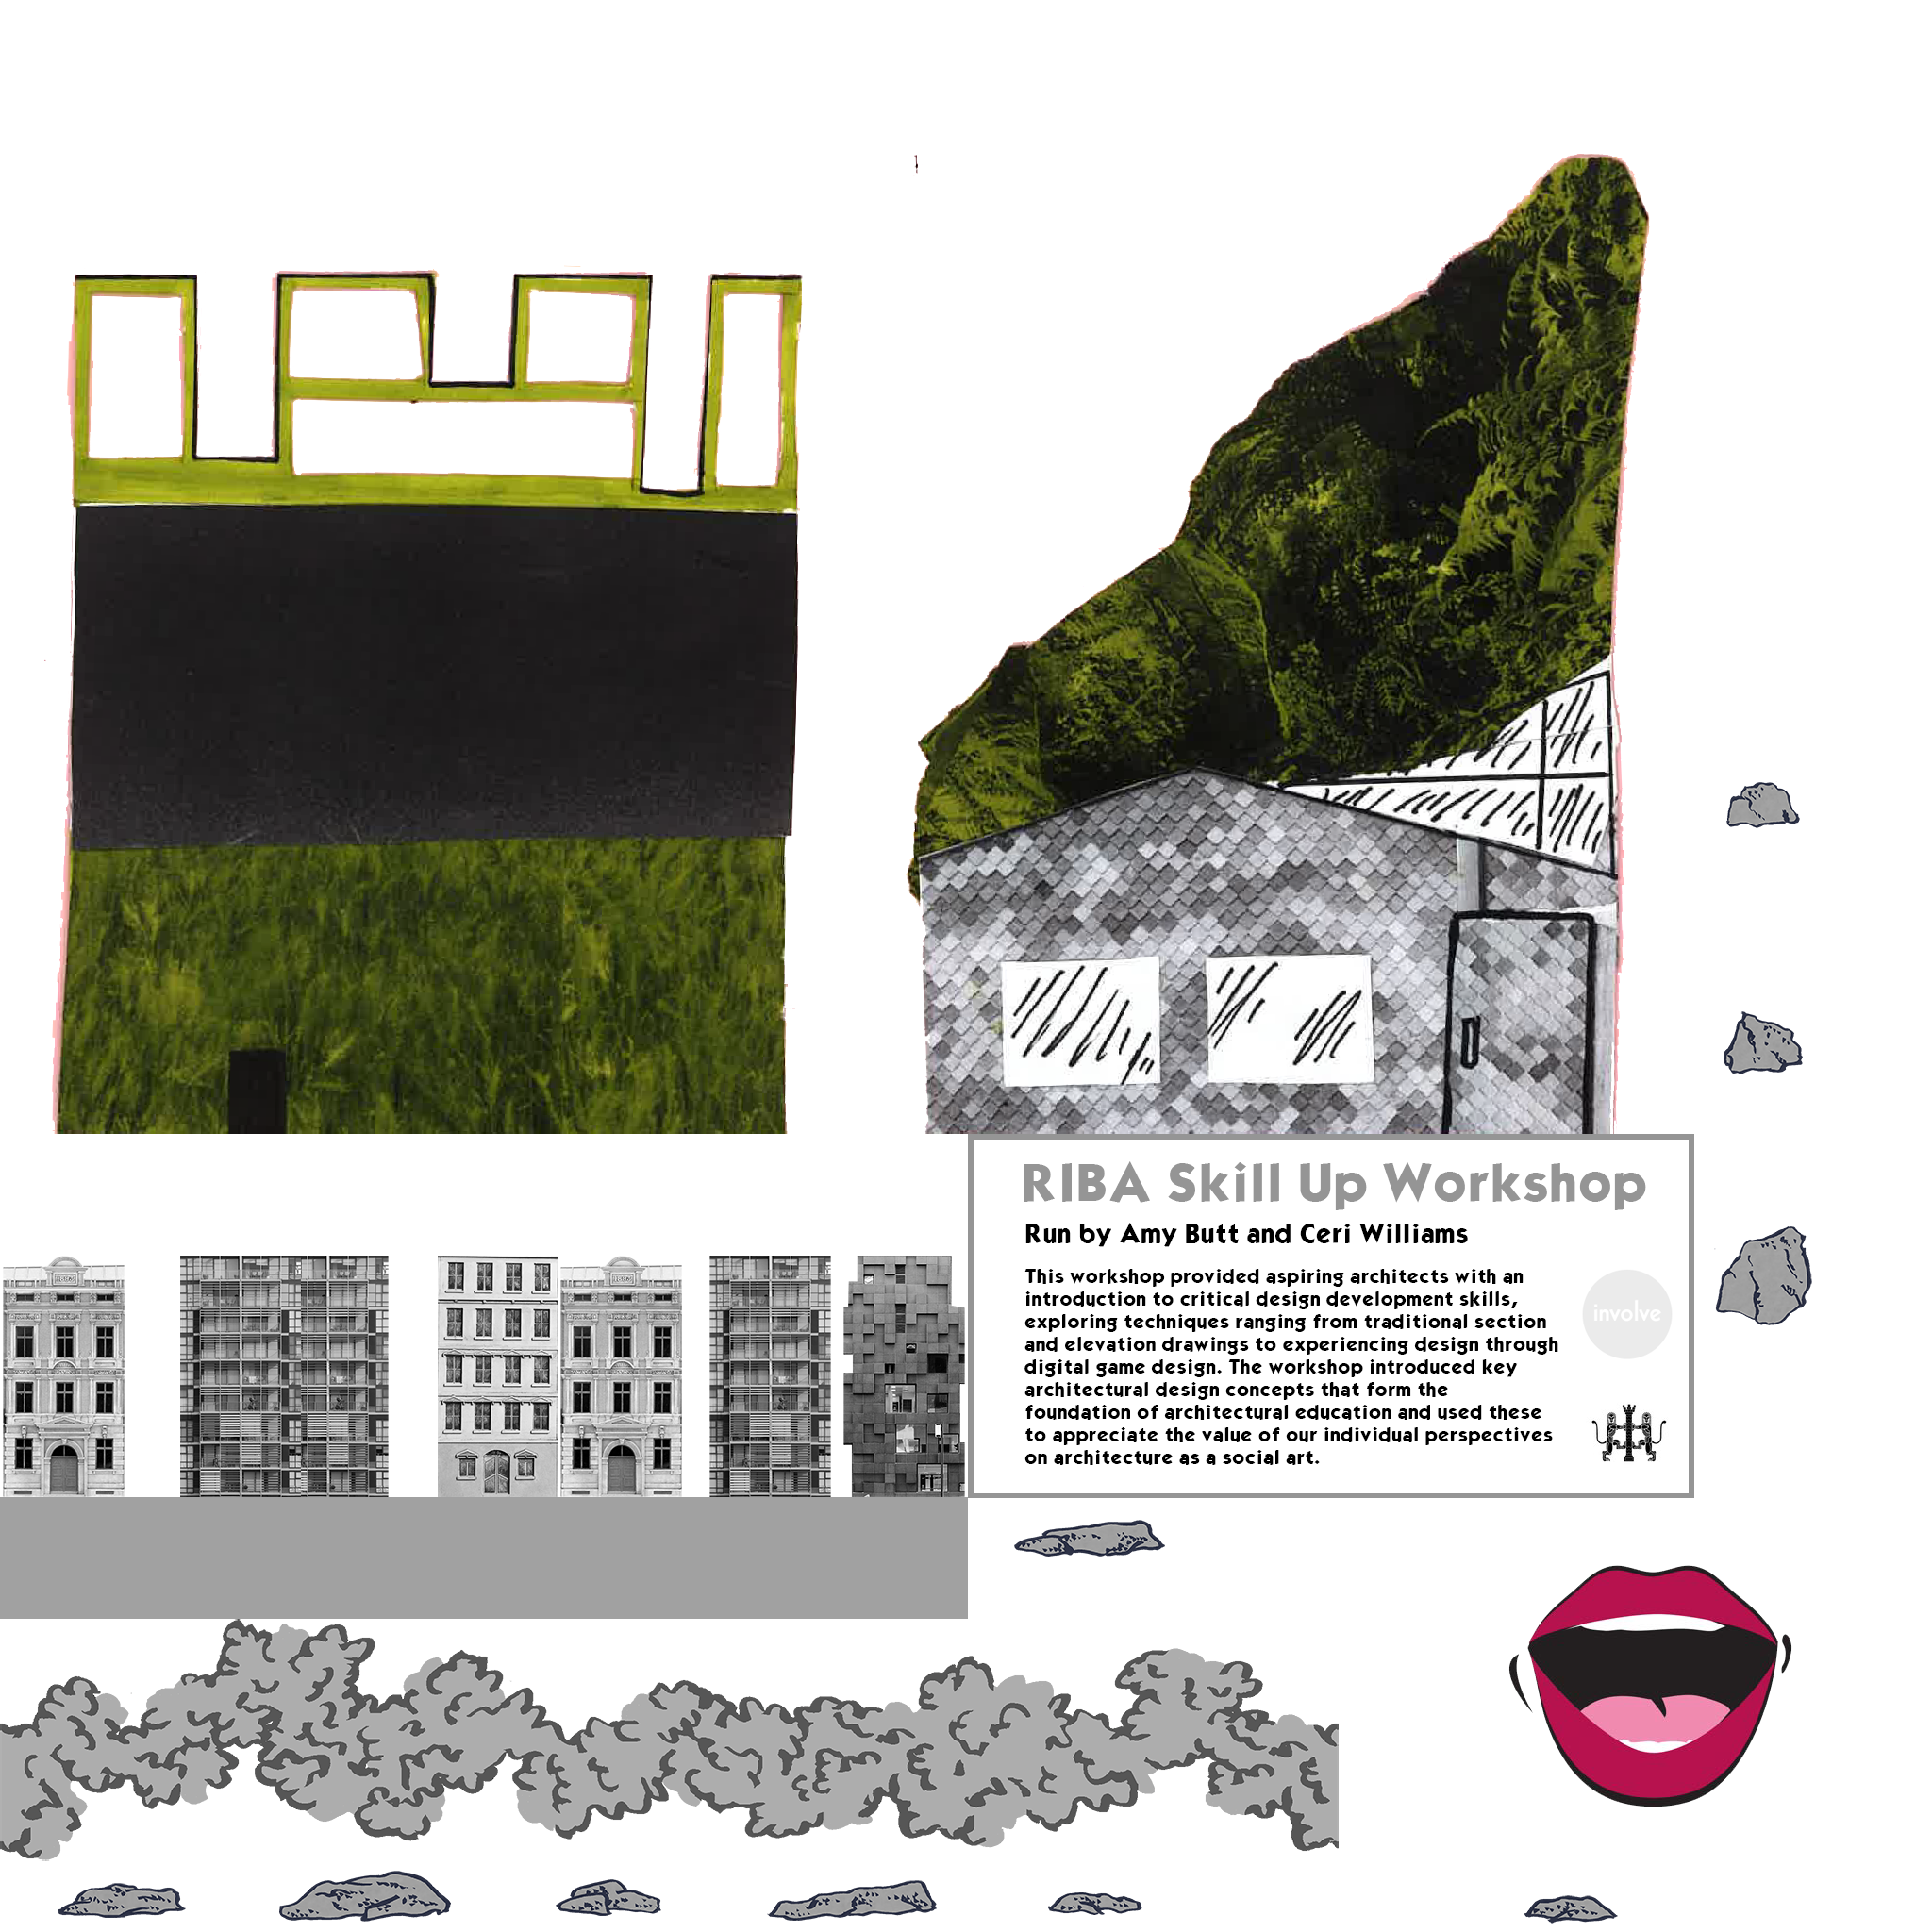 RIBA Skill Up Workshop
Run by Amy Butt and Ceri Williams
This workshop provided aspiring architects with an
introduction to critical design development skills,
exploring techniques ranging from traditional section
and elevation drawings to experiencing design through
digital game design. The workshop introduced key
architectural design concepts that form the
foundation of architectural education and used these
to appreciate the value of our individual perspectives
on architecture as a social art.
involve